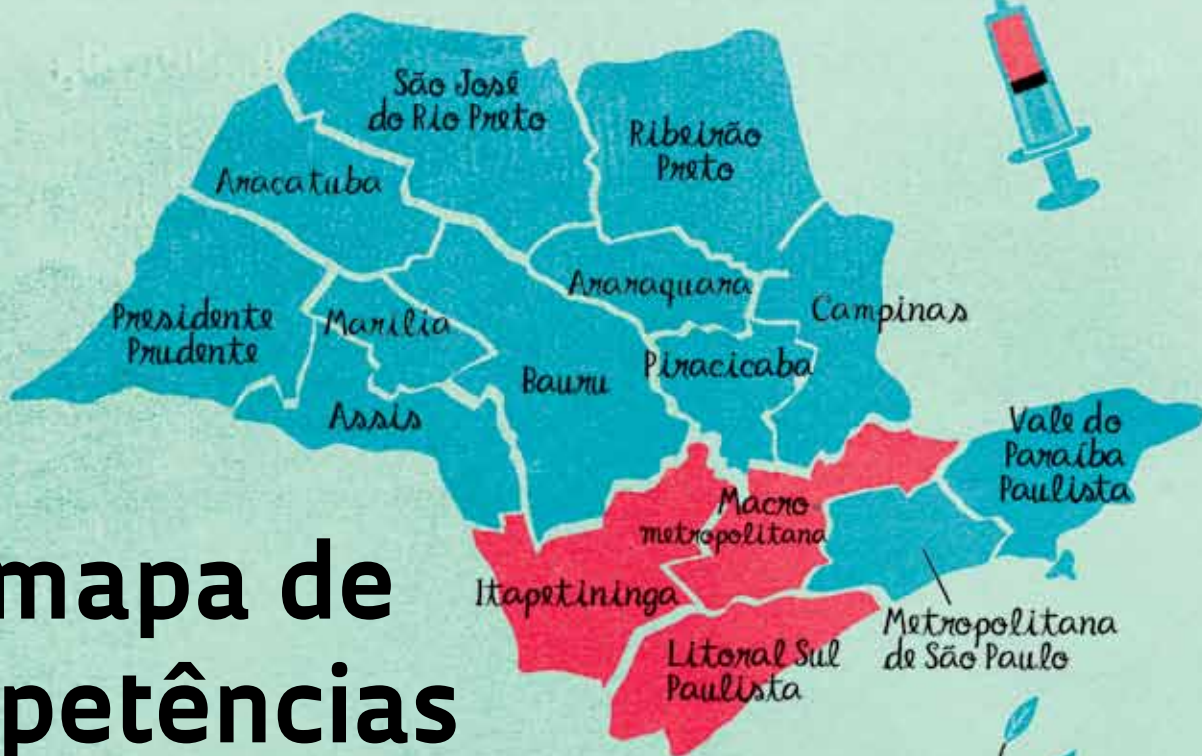 São José
do Rio Preto
Ribeirão
Preto
Aracatuba
Araraquara
Campinas
Presidente
Prudente
Marilia
Piracicaba
Bauru
Assis
Vale do
Paraíba
Paulista
Macro
metropolitana
Itapetininga
Metropolitana
de São Paulo
Litoral Sul
Paulista
mapa de
petências